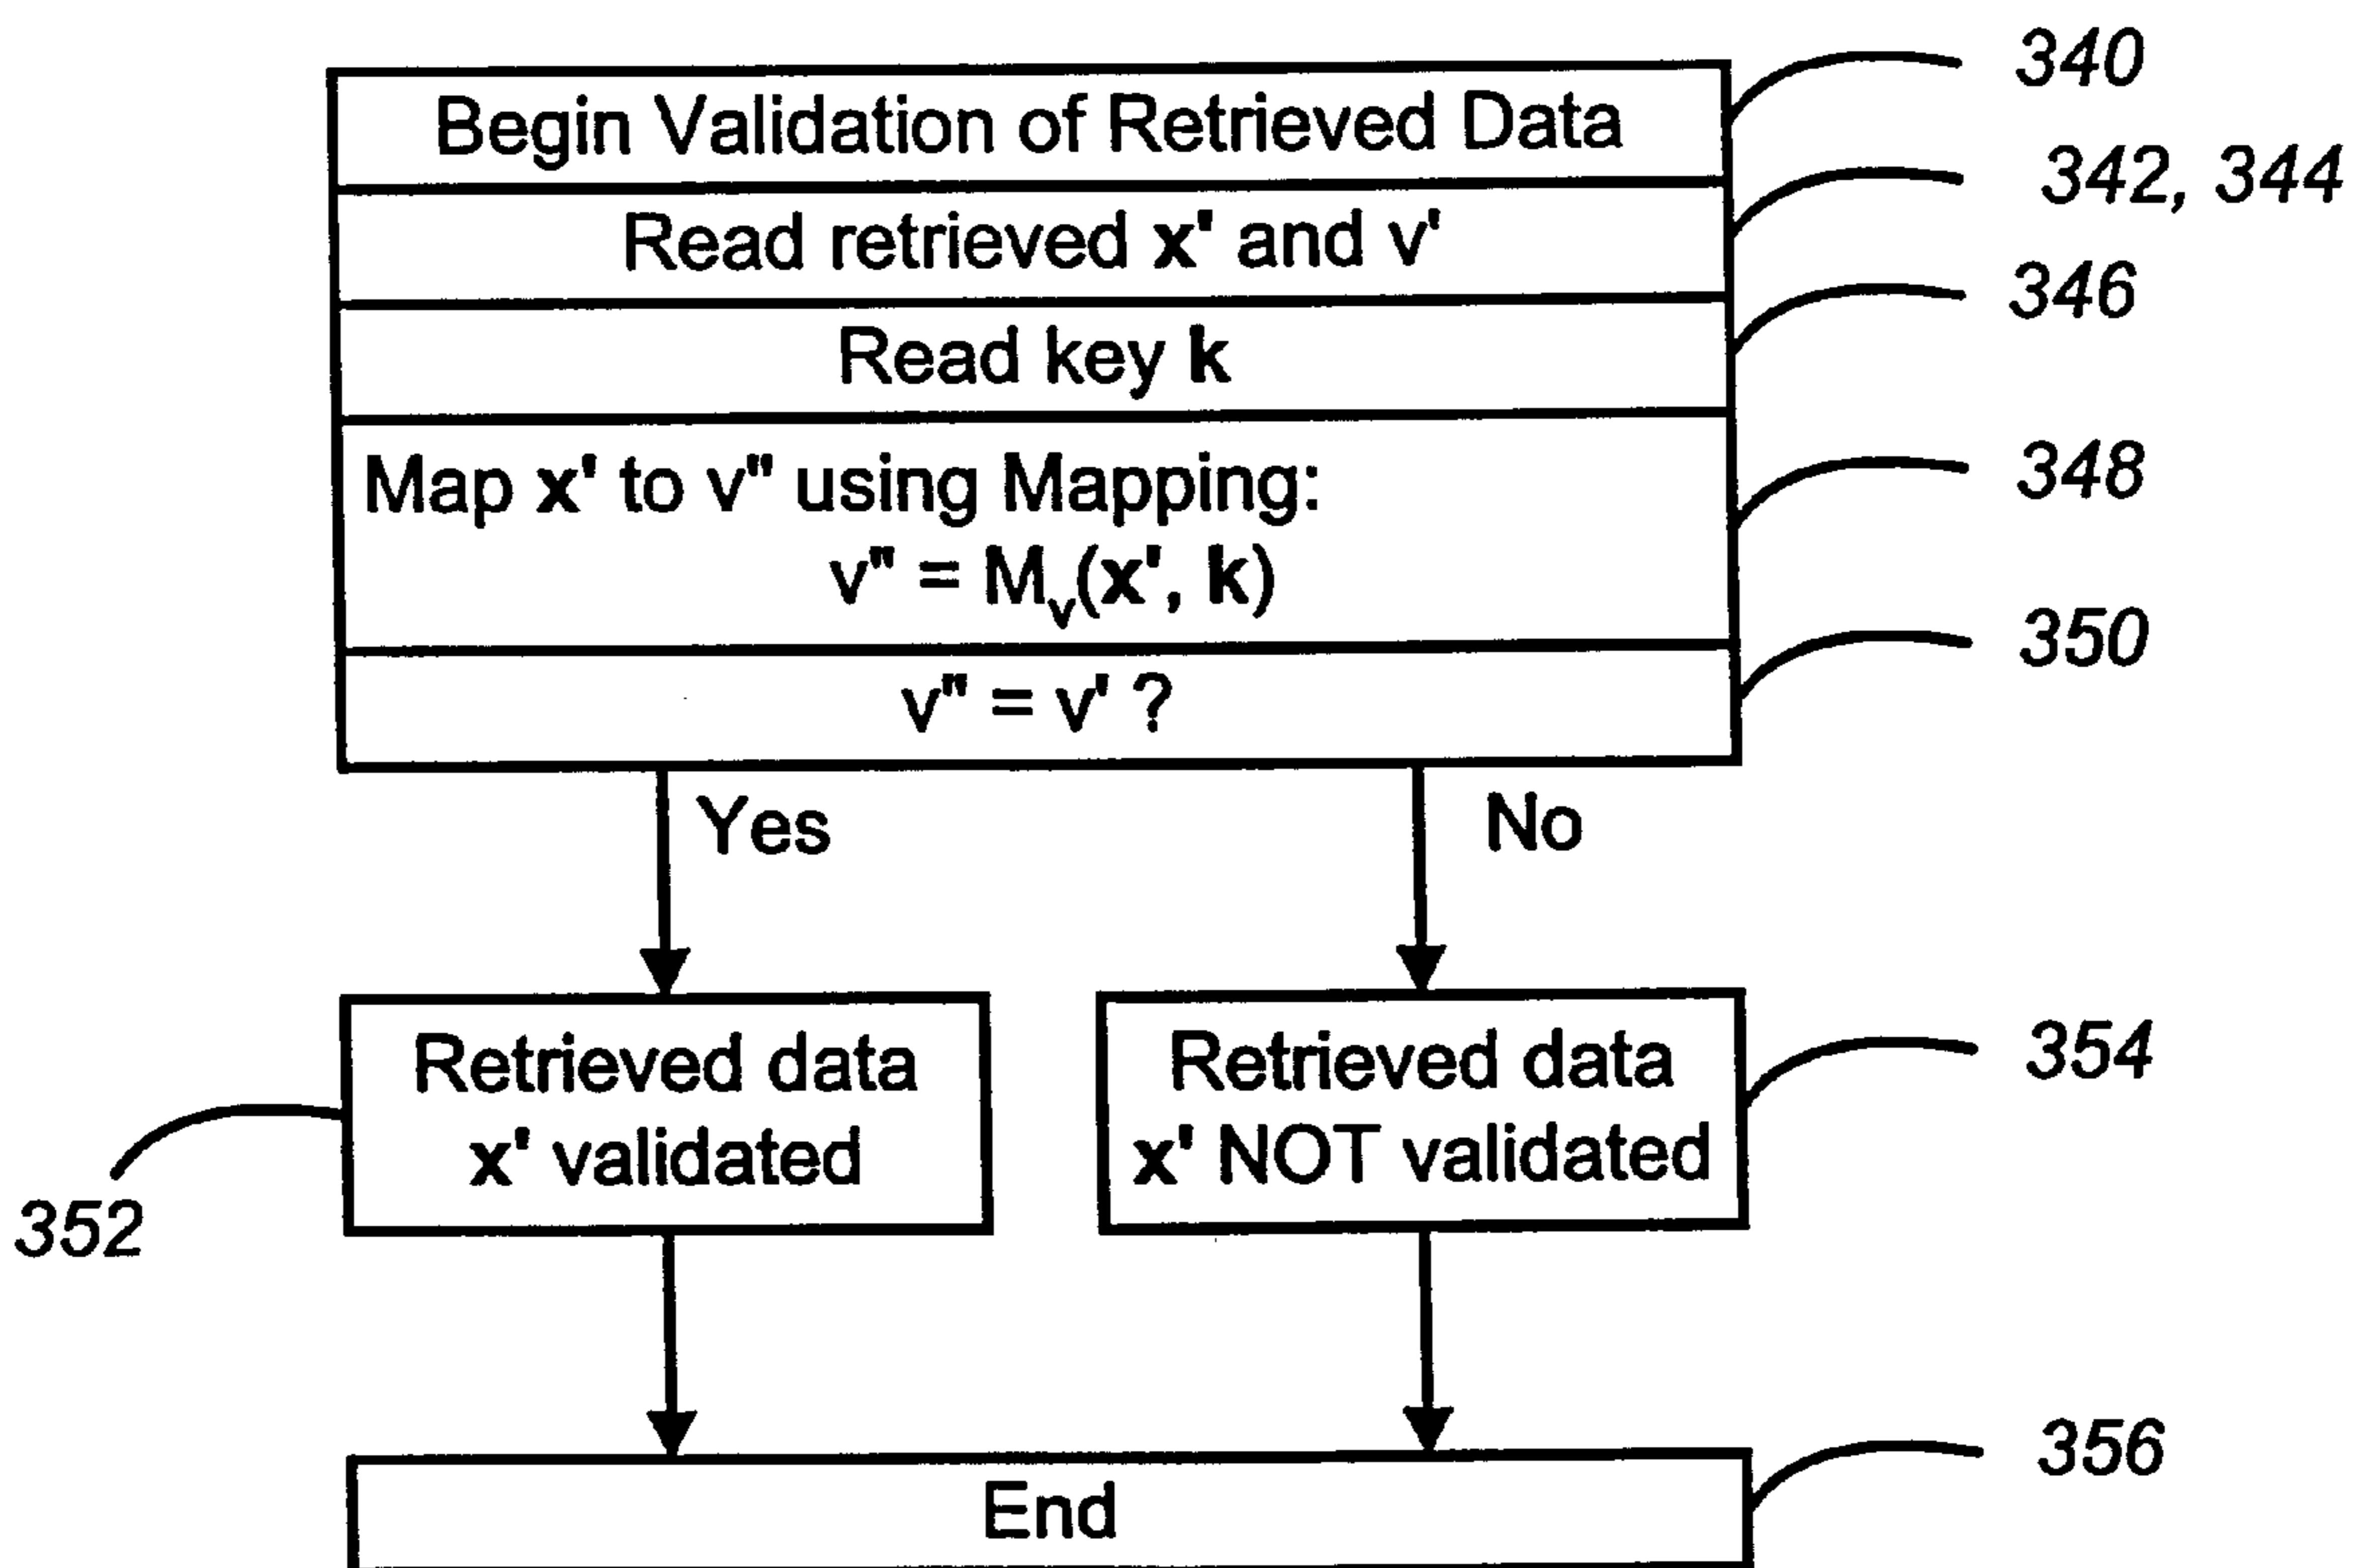 Begin Validation of Retrieved Data
340
Read retrieved x' and v'
342, 344
Read key k
346
Map x' to v" using Mapping:
v" = Mv(x', k)
348
v" = v' ?
350
Yes
No
Retrieved data
x' validated
352
Retrieved data
x' NOT validated
354
End
356